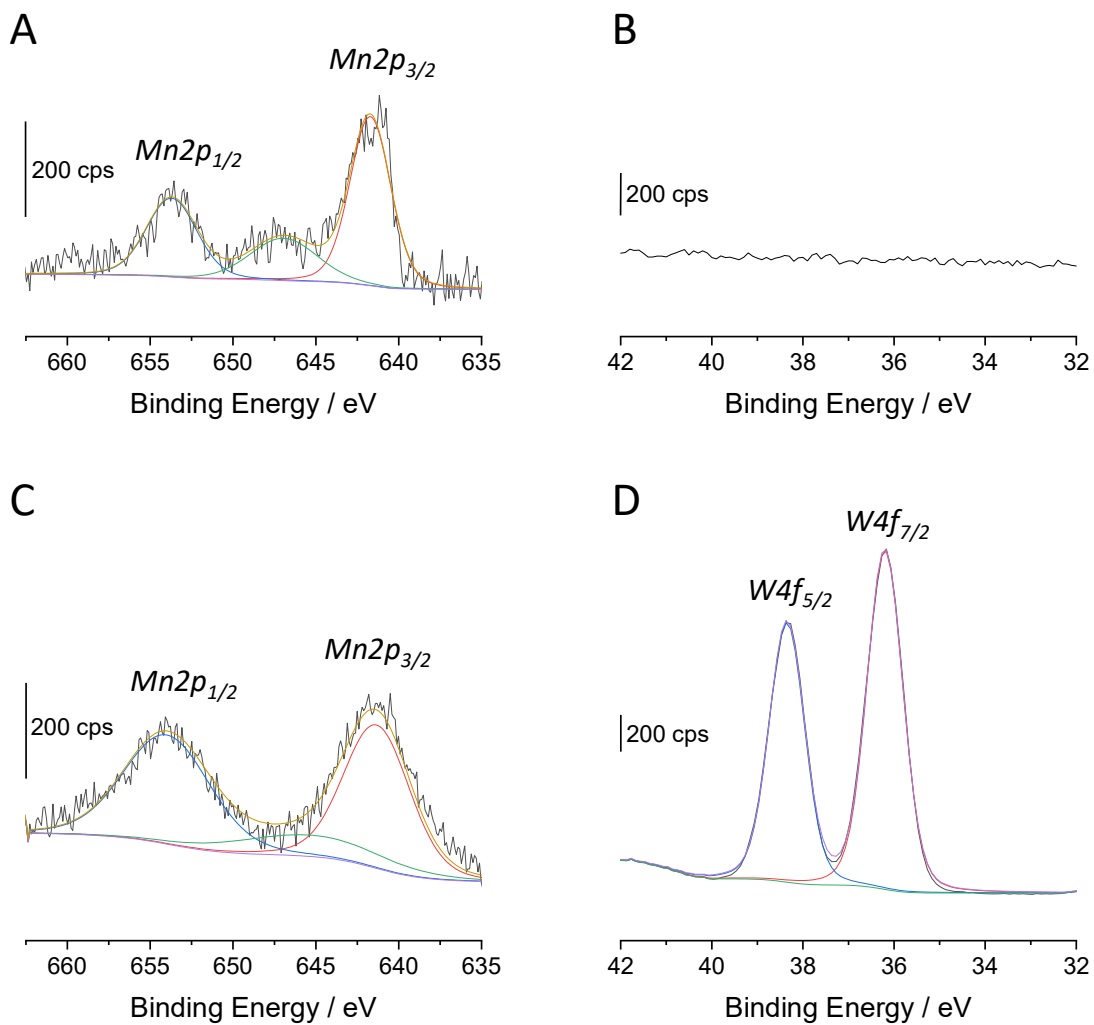 A
Mn2p3/2
Mn2p1/2
200 cps
660 655 650 645 640 635
Binding Energy / eV
B
200 cps
42 40 38 36 34 32
Binding Energy / eV
C
Mn2p3/2
Mn2p1/2
200 cps
660 655 650 645 640 635
Binding Energy / eV
D
W4f7/2
W4f5/2
200 cps
42 40 38 36 34 32
Binding Energy / eV